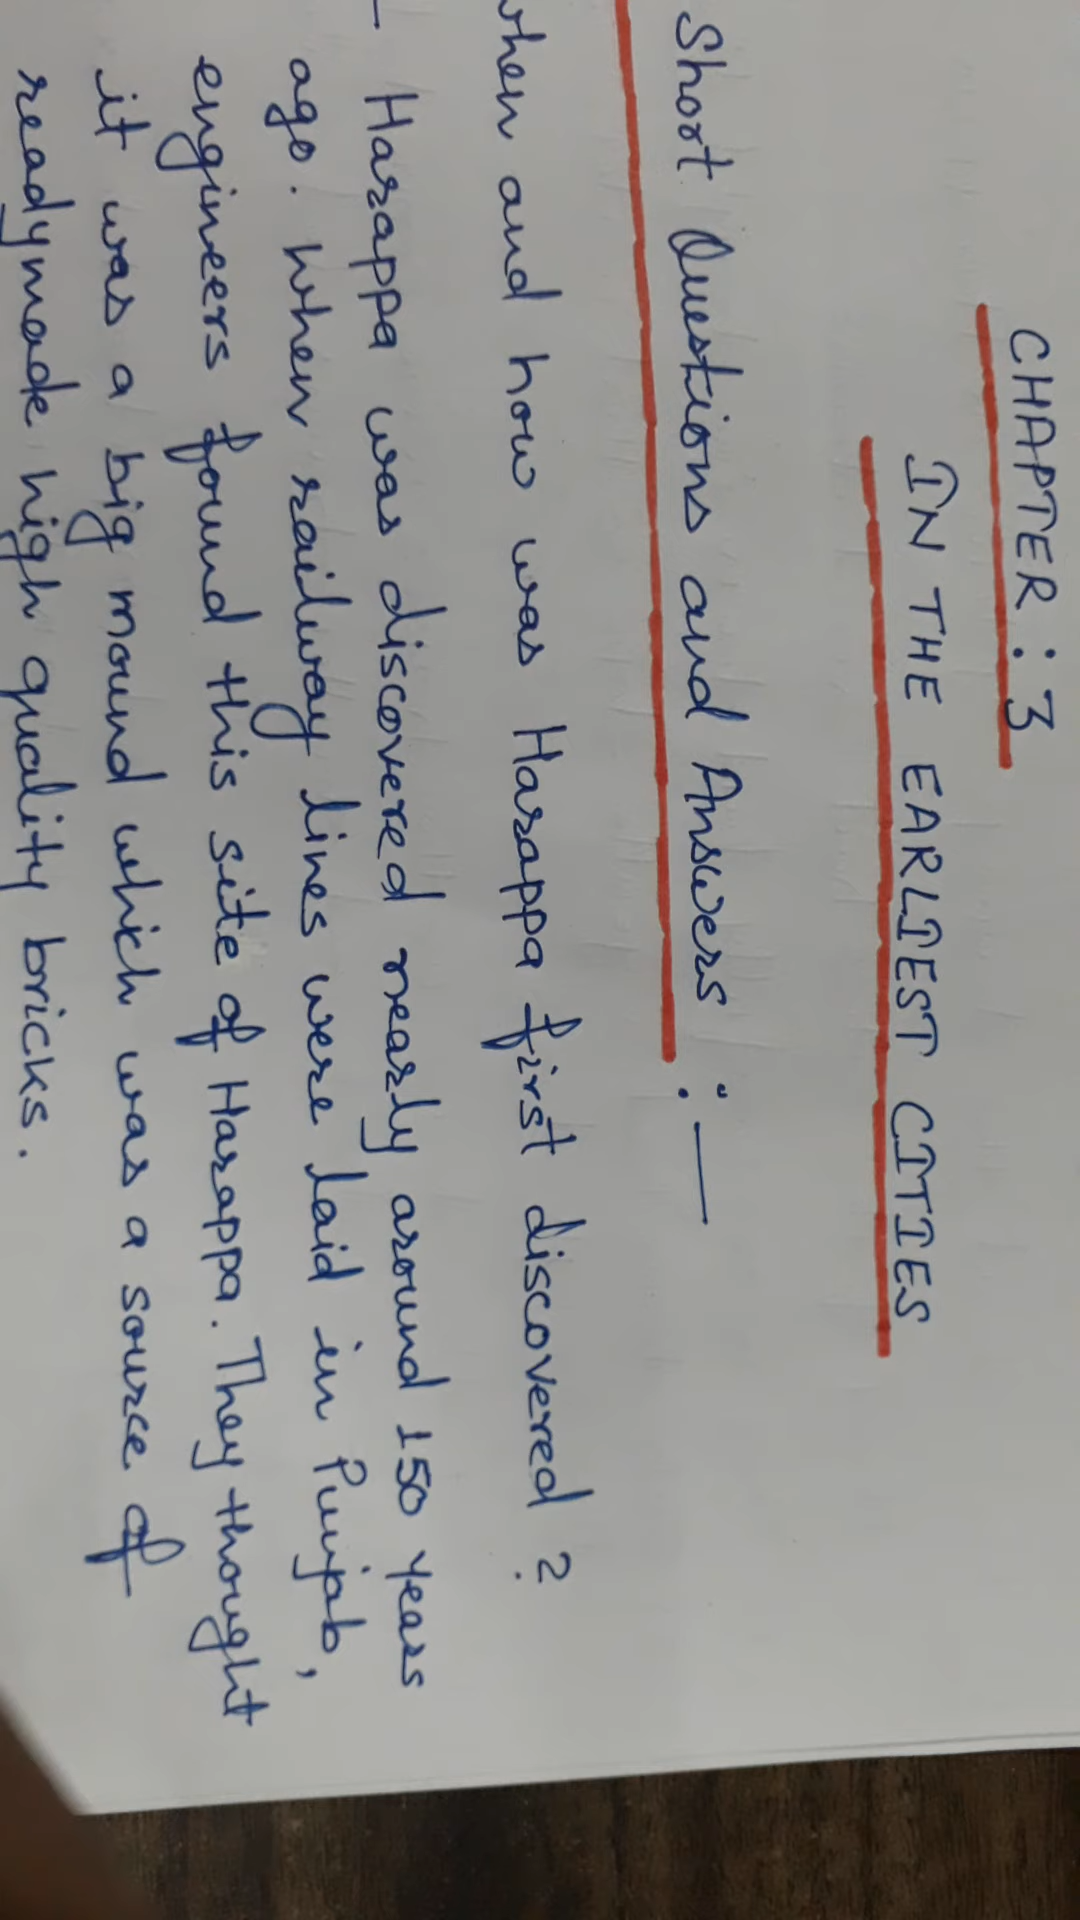 CHAPTER : 3
IN THE EARLIEST CITIES
Short Questions and Answers :—
when and how was Harappa first discovered ?
— Harappa was discovered nearly around 150 years
ago. When railway lines were laid in Punjab,
engineers found this site of Harappa. They thought
it was a big mound which was a source of
readymade high quality bricks.